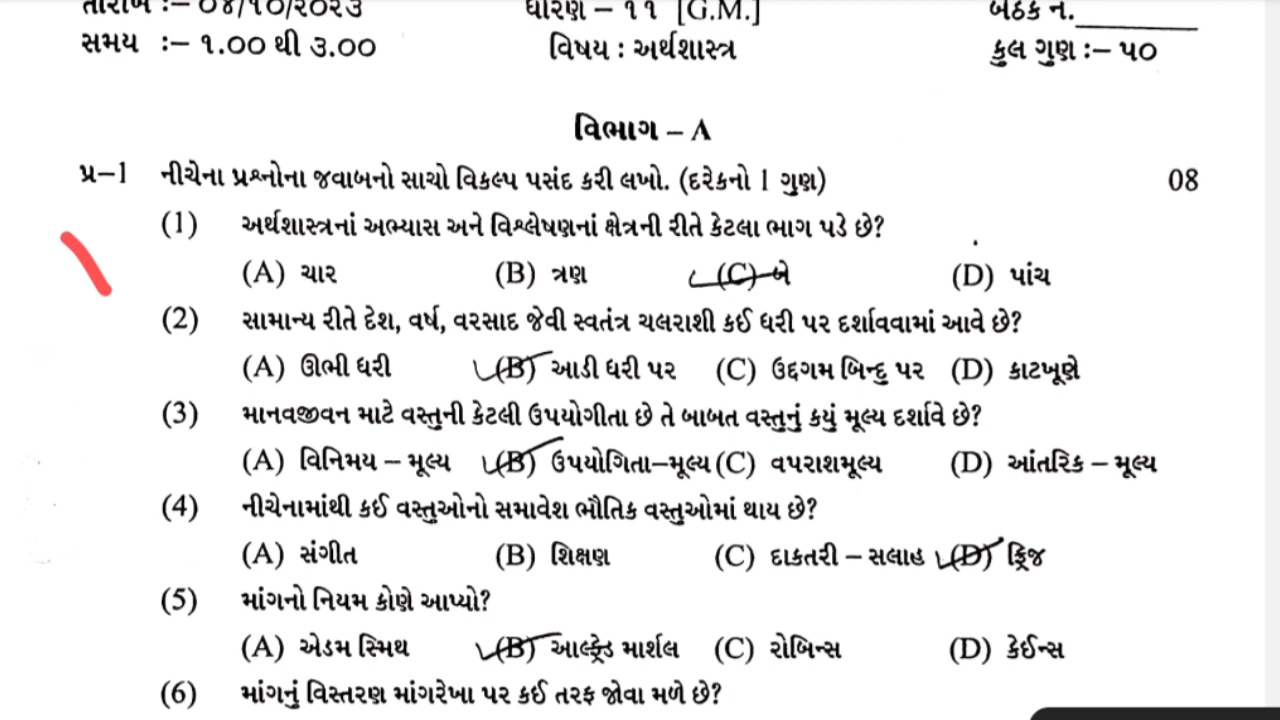 તારીખ :– ૦૪/૧૦/૨૦૨૩ ધોરણ – ૧૧ [G.M.] બેઠક નં.
સમય :– ૧.૦૦ થી ૩.૦૦ વિષય : અર્થશાસ્ત્ર કુલ ગુણ :– ૫૦
વિભાગ – A
પ્ર–1 નીચેના પ્રશ્નોના જવાબનો સાચો વિકલ્પ પસંદ કરી લખો. (દરેકનો 1 ગુણ) 08
(1) અર્થશાસ્ત્રનાં અભ્યાસ અને વિશ્લેષણનાં ક્ષેત્રની રીતે કેટલા ભાગ પડે છે?
(A) ચાર (B) ત્રણ (C) બે (D) પાંચ
(2) સામાન્ય રીતે દેશ, વર્ષ, વરસાદ જેવી સ્વતંત્ર ચલરાશી કઈ ધરી પર દર્શાવવામાં આવે છે?
(A) ઊભી ધરી (B) આડી ધરી પર (C) ઉદ્દગમ બિન્દુ પર (D) કાટખૂણે
(3) માનવજીવન માટે વસ્તુની કેટલી ઉપયોગીતા છે તે બાબત વસ્તુનું કયું મૂલ્ય દર્શાવે છે?
(A) વિનિમય – મૂલ્ય (B) ઉપયોગિતા–મૂલ્ય (C) વપરાશમૂલ્ય (D) આંતરિક – મૂલ્ય
(4) નીચેનામાંથી કઈ વસ્તુઓનો સમાવેશ ભૌતિક વસ્તુઓમાં થાય છે?
(A) સંગીત (B) શિક્ષણ (C) દાકતરી – સલાહ (D) ફ્રિજ
(5) માંગનો નિયમ કોણે આપ્યો?
(A) એડમ સ્મિથ (B) આલ્ફ્રેડ માર્શલ (C) રોબિન્સ (D) કેઈન્સ
(6) માંગનું વિસ્તરણ માંગરેખા પર કઈ તરફ જોવા મળે છે?